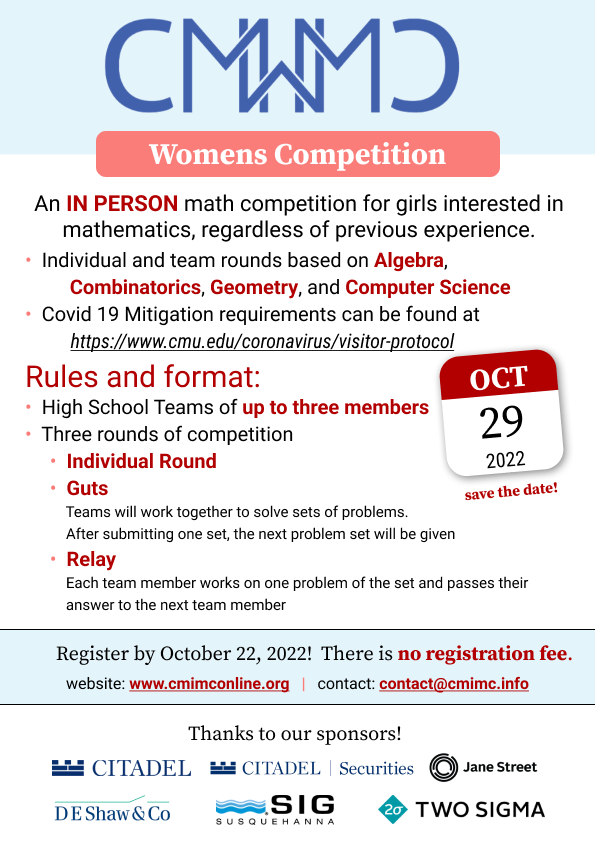 CMWMC
Womens Competition
An IN PERSON math competition for girls interested in
mathematics, regardless of previous experience.
• Individual and team rounds based on Algebra,
Combinatorics, Geometry, and Computer Science
• Covid 19 Mitigation requirements can be found at
https://www.cmu.edu/coronavirus/visitor-protocol
Rules and format:
• High School Teams of up to three members
• Three rounds of competition
• Individual Round
• Guts
Teams will work together to solve sets of problems.
After submitting one set, the next problem set will be given
• Relay
Each team member works on one problem of the set and passes their
answer to the next team member
OCT
29
2022
save the date!
Register by October 22, 2022! There is no registration fee.
website: www.cmimconline.org | contact: contact@cmimc.info
Thanks to our sponsors!
CITADEL
CITADEL | Securities
Jane Street
DE Shaw & Co
SIG
SUSQUEHANNA
2σ TWO SIGMA